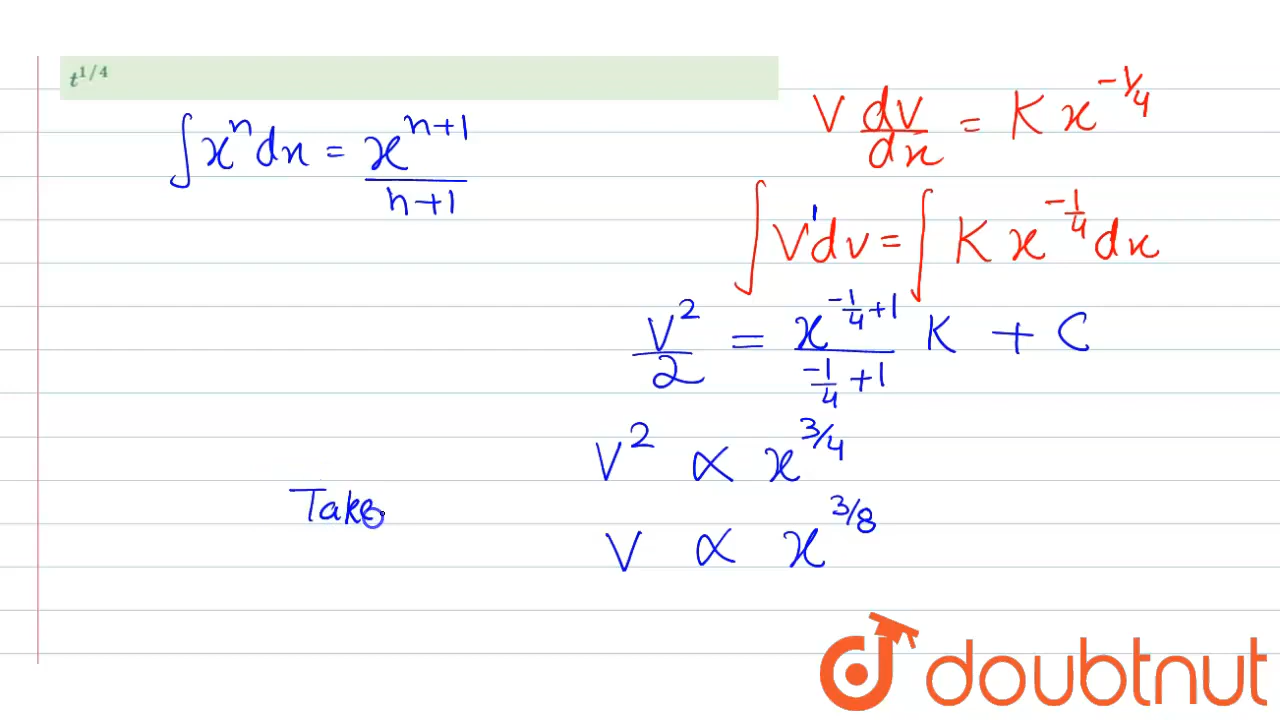 t^{1/4}
∫x^n dx = x^{n+1}/(n+1)
V dV/dx = K x^{-1/4}
∫V^1 dv = ∫K x^{-1/4} dx
V^2/2 = x^{-1/4+1}/(-1/4+1) K + C
V^2 ∝ x^{3/4}
Take
V ∝ x^{3/8}
doubtnut